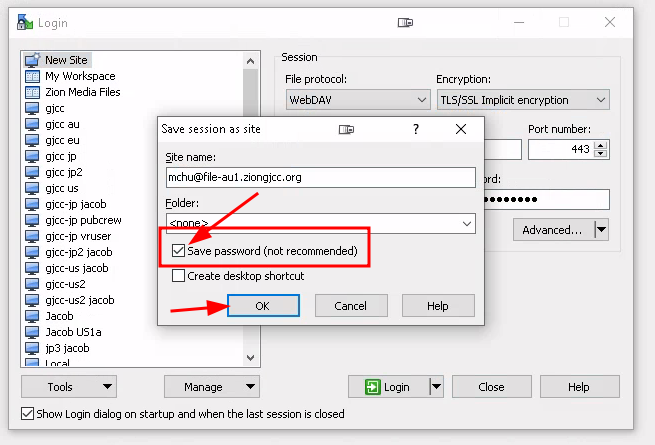 Login
New Site
My Workspace
Zion Media Files
gjcc
gjcc au
gjcc eu
gjcc jp
gjcc jp2
gjcc us
gjcc-jp jacob
gjcc-jp pubcrew
gjcc-jp vruser
gjcc-jp2 jacob
gjcc-us jacob
gjcc-us2
gjcc-us2 jacob
Jacob
Jacob US1a
jp3 jacob
Local
Session
File protocol:
Encryption:
WebDAV
TLS/SSL Implicit encryption
Port number:
443
ord:
Advanced...
Save session as site
?
Site name:
mchu@file-au1.ziongjcc.org
Folder:
<none>
Save password (not recommended)
Create desktop shortcut
OK
Cancel
Help
Tools
Manage
Login
Close
Help
Show Login dialog on startup and when the last session is closed